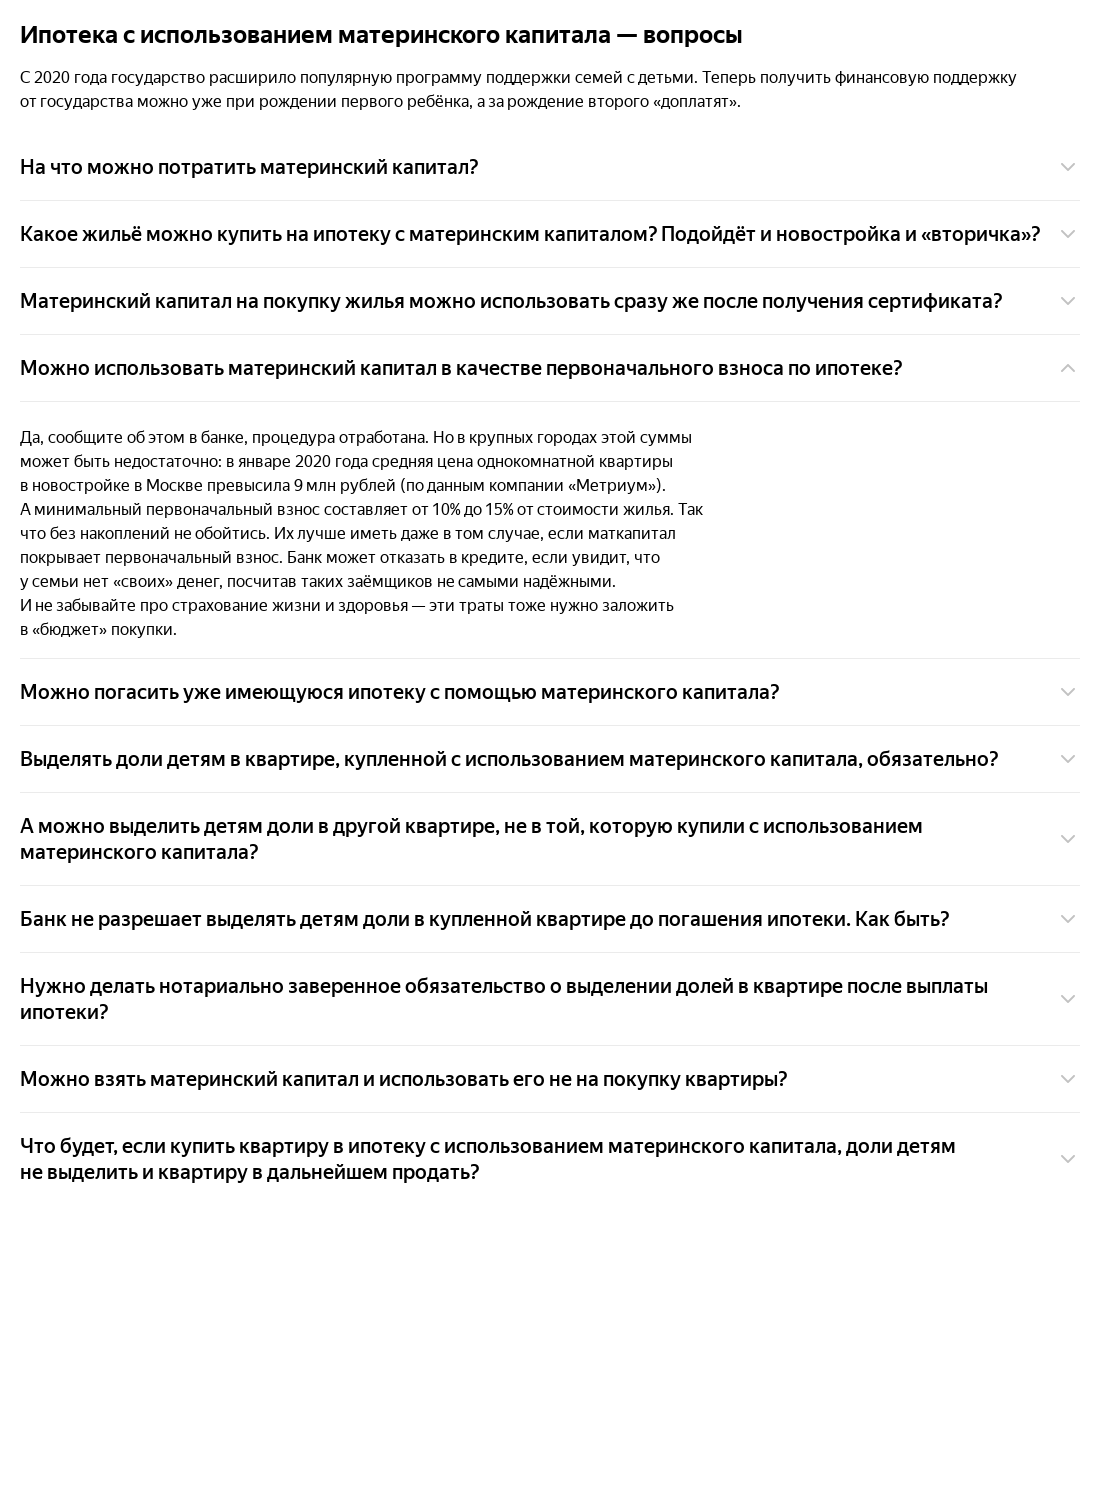 Ипотека с использованием материнского капитала — вопросы
С 2020 года государство расширило популярную программу поддержки семей с детьми. Теперь получить финансовую поддержку
от государства можно уже при рождении первого ребёнка, а за рождение второго «доплатят».
На что можно потратить материнский капитал?
Какое жильё можно купить на ипотеку с материнским капиталом? Подойдёт и новостройка и «вторичка»?
Материнский капитал на покупку жилья можно использовать сразу же после получения сертификата?
Можно использовать материнский капитал в качестве первоначального взноса по ипотеке?
Да, сообщите об этом в банке, процедура отработана. Но в крупных городах этой суммы
может быть недостаточно: в январе 2020 года средняя цена однокомнатной квартиры
в новостройке в Москве превысила 9 млн рублей (по данным компании «Метриум»).
А минимальный первоначальный взнос составляет от 10% до 15% от стоимости жилья. Так
что без накоплений не обойтись. Их лучше иметь даже в том случае, если маткапитал
покрывает первоначальный взнос. Банк может отказать в кредите, если увидит, что
у семьи нет «своих» денег, посчитав таких заёмщиков не самыми надёжными.
И не забывайте про страхование жизни и здоровья — эти траты тоже нужно заложить
в «бюджет» покупки.
Можно погасить уже имеющуюся ипотеку с помощью материнского капитала?
Выделять доли детям в квартире, купленной с использованием материнского капитала, обязательно?
А можно выделить детям доли в другой квартире, не в той, которую купили с использованием
материнского капитала?
Банк не разрешает выделять детям доли в купленной квартире до погашения ипотеки. Как быть?
Нужно делать нотариально заверенное обязательство о выделении долей в квартире после выплаты
ипотеки?
Можно взять материнский капитал и использовать его не на покупку квартиры?
Что будет, если купить квартиру в ипотеку с использованием материнского капитала, доли детям
не выделить и квартиру в дальнейшем продать?